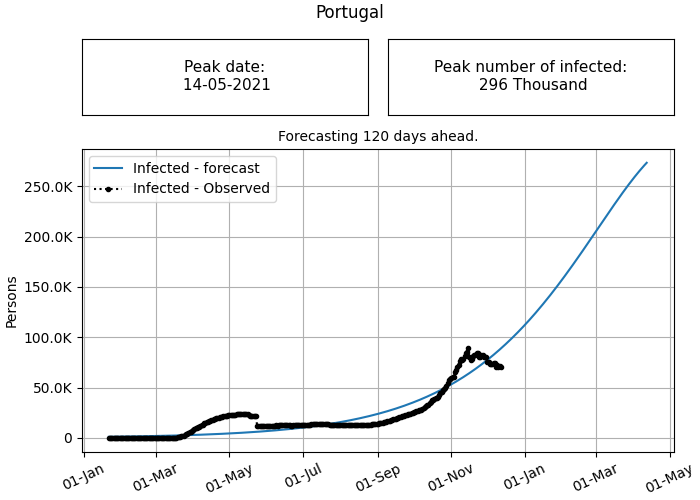 Portugal
Peak date:
14-05-2021
Peak number of infected:
296 Thousand
Forecasting 120 days ahead.
Infected - forecast
Infected - Observed
250.0K
200.0K
150.0K
100.0K
50.0K
0
Persons
01-Jan
01-Mar
01-May
01-Jul
01-Sep
01-Nov
01-Jan
01-Mar
01-May